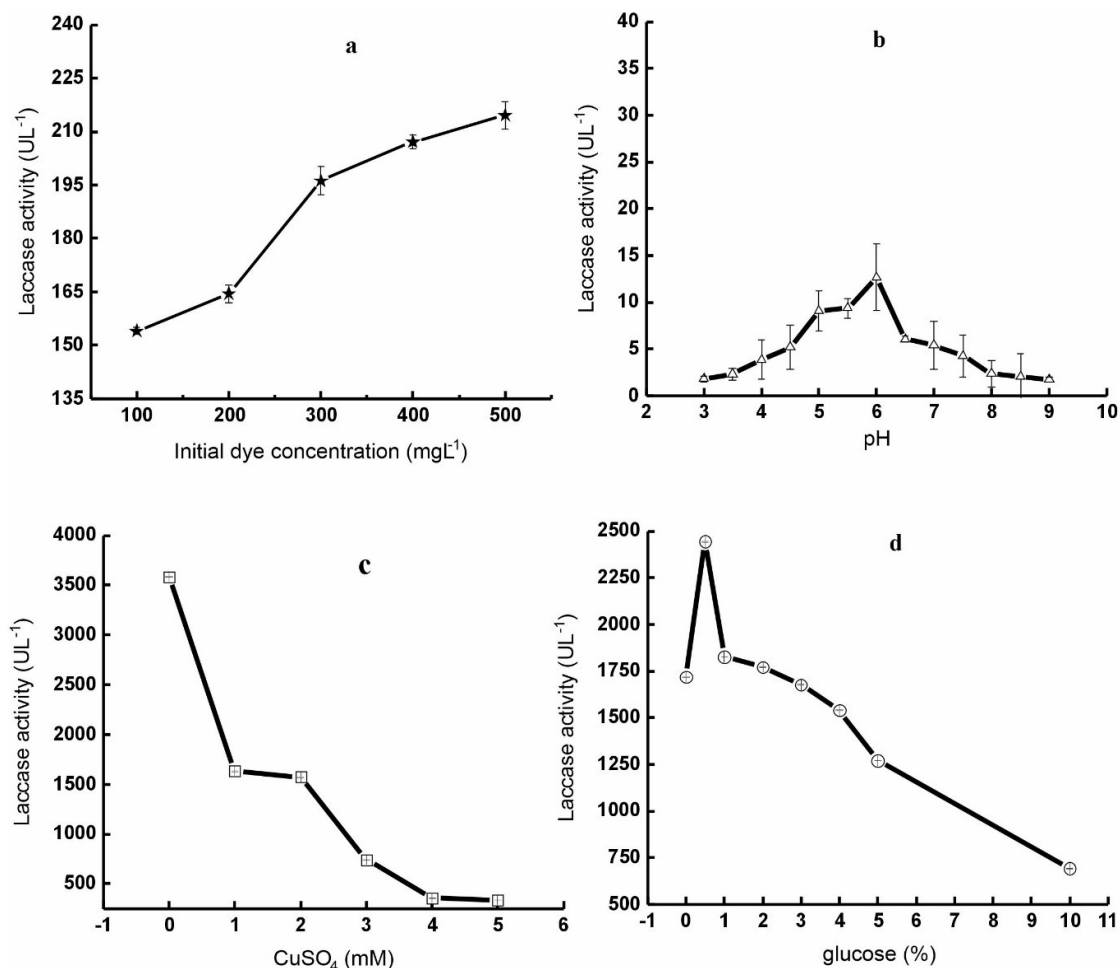 a
240
225
210
195
180
165
150
135
Laccase activity (UL-1)
100 200 300 400 500
Initial dye concentration (mgL-1)
b
40
35
30
25
20
15
10
5
0
Laccase activity (UL-1)
2 3 4 5 6 7 8 9 10
pH
c
4000
3500
3000
2500
2000
1500
1000
500
Laccase activity (UL-1)
-1 0 1 2 3 4 5 6
CuSO4 (mM)
d
2500
2250
2000
1750
1500
1250
1000
750
500
Laccase activity (UL-1)
-1 0 1 2 3 4 5 6 7 8 9 10 11
glucose (%)